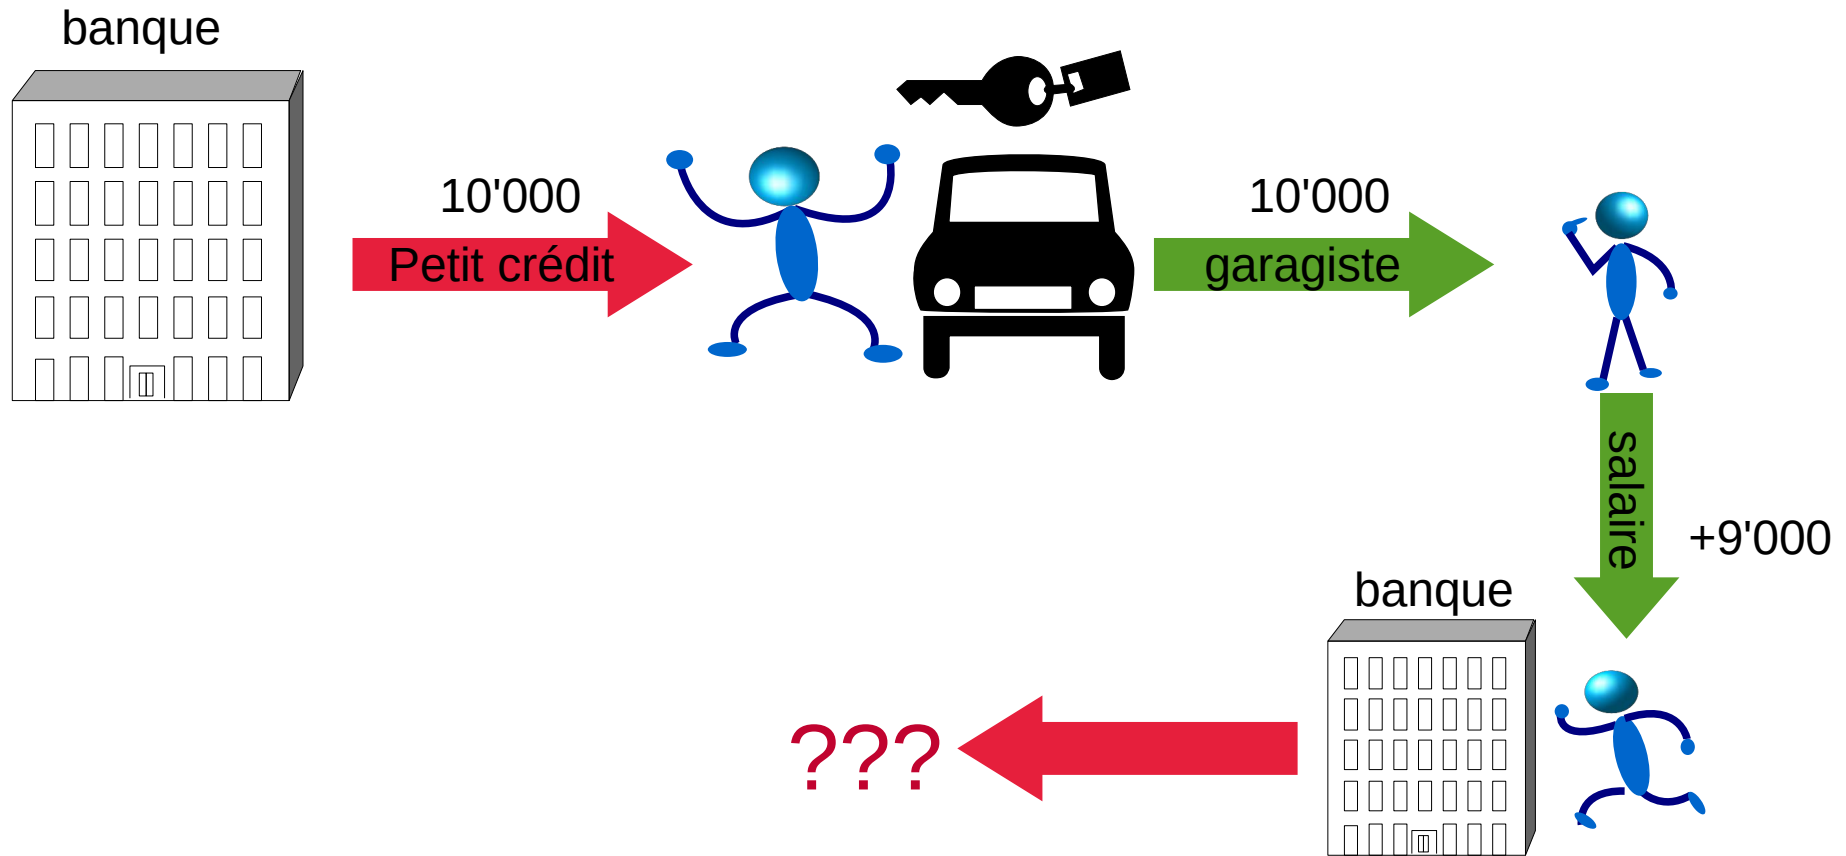 banque
10'000
Petit crédit
10'000
garagiste
salaire
+9'000
banque
???